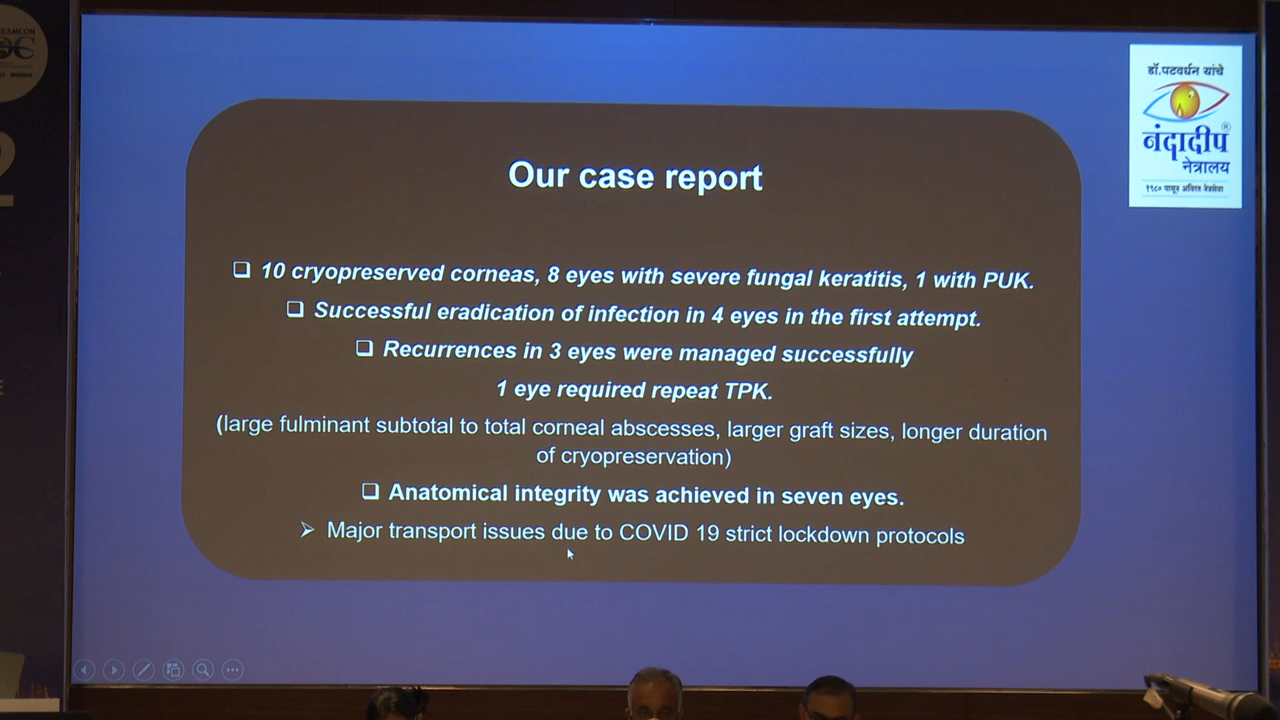 डॉ.पटवर्धन यांचे
नंदादीप®
नेत्रालय
१९८० पासून अविरत नेत्रसेवा
Our case report
❑ 10 cryopreserved corneas, 8 eyes with severe fungal keratitis, 1 with PUK.
❑ Successful eradication of infection in 4 eyes in the first attempt.
❑ Recurrences in 3 eyes were managed successfully
1 eye required repeat TPK.
(large fulminant subtotal to total corneal abscesses, larger graft sizes, longer duration
of cryopreservation)
❑ Anatomical integrity was achieved in seven eyes.
➢ Major transport issues due to COVID 19 strict lockdown protocols